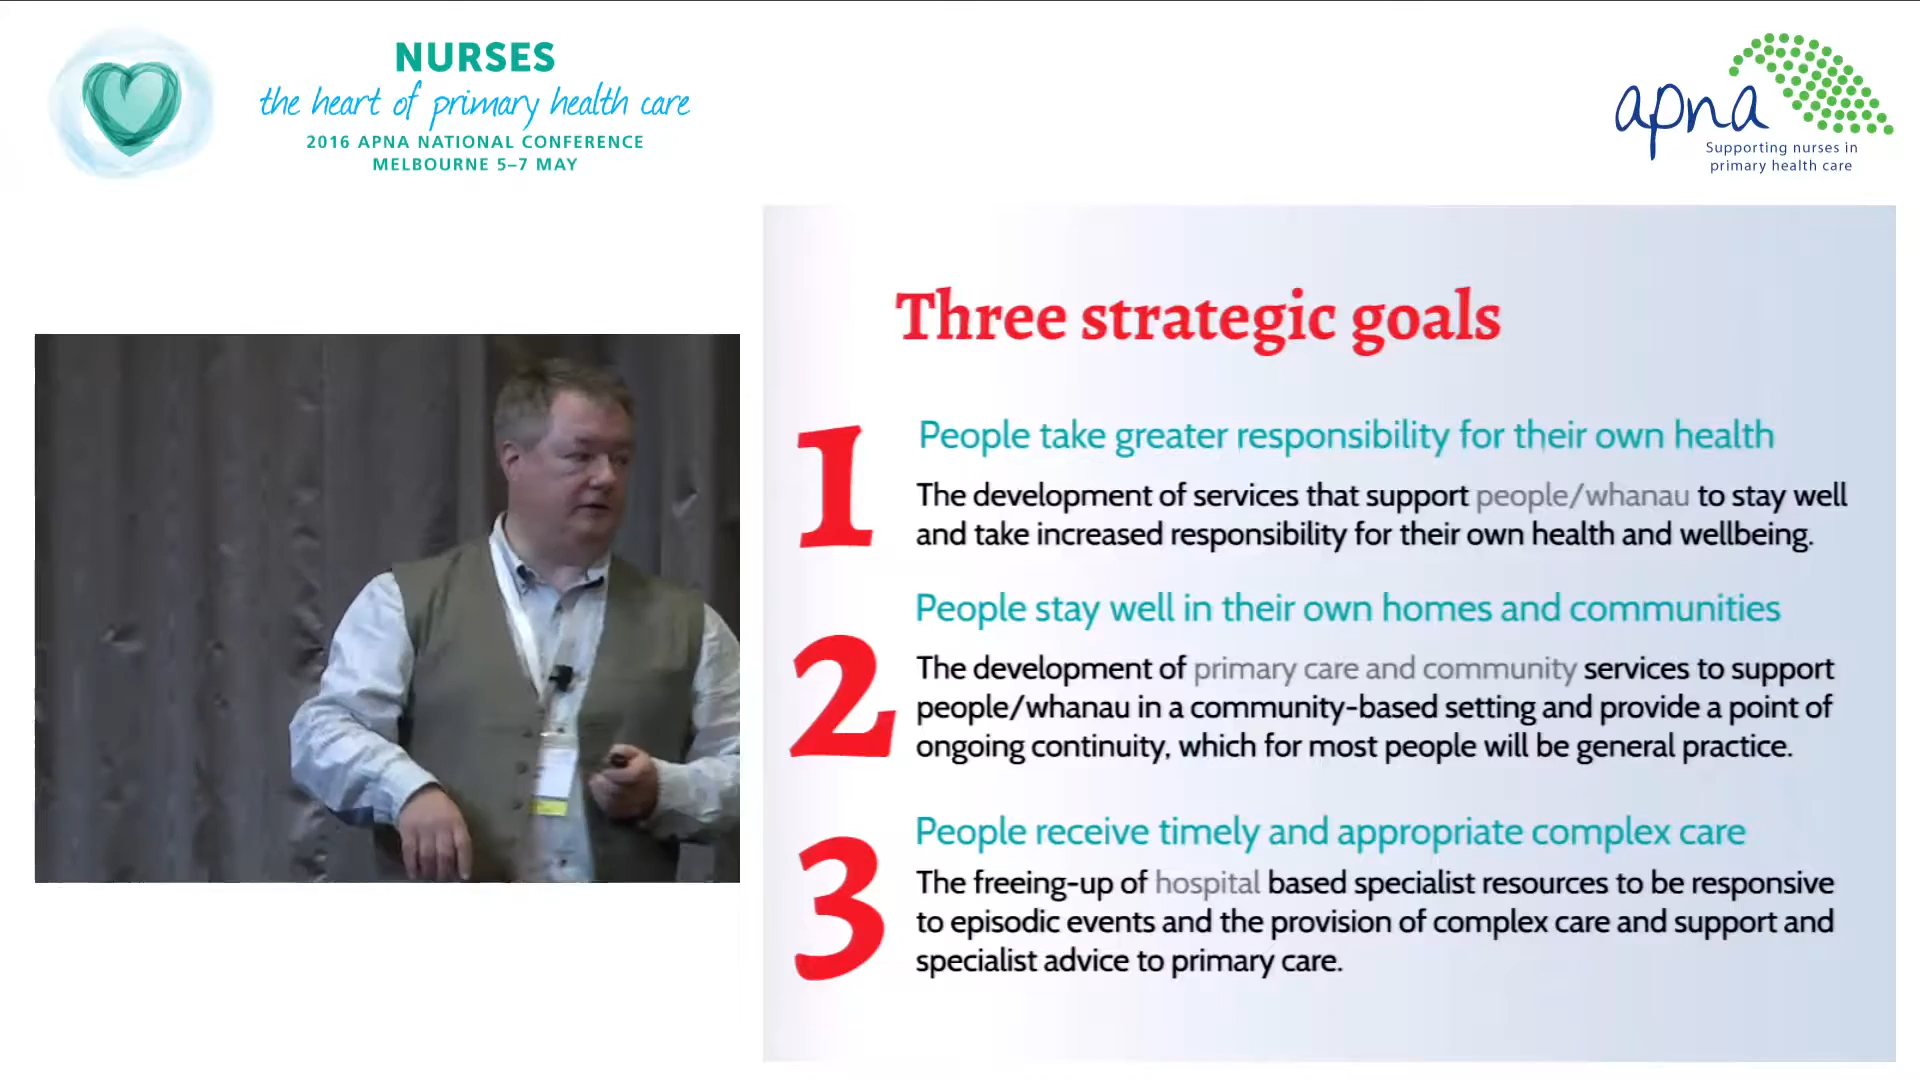 NURSES
the heart of primary health care
2016 APNA NATIONAL CONFERENCE
MELBOURNE 5–7 MAY
apna
Supporting nurses in
primary health care
Three strategic goals
1
People take greater responsibility for their own health
The development of services that support people/whanau to stay well
and take increased responsibility for their own health and wellbeing.
2
People stay well in their own homes and communities
The development of primary care and community services to support
people/whanau in a community-based setting and provide a point of
ongoing continuity, which for most people will be general practice.
3
People receive timely and appropriate complex care
The freeing-up of hospital based specialist resources to be responsive
to episodic events and the provision of complex care and support and
specialist advice to primary care.